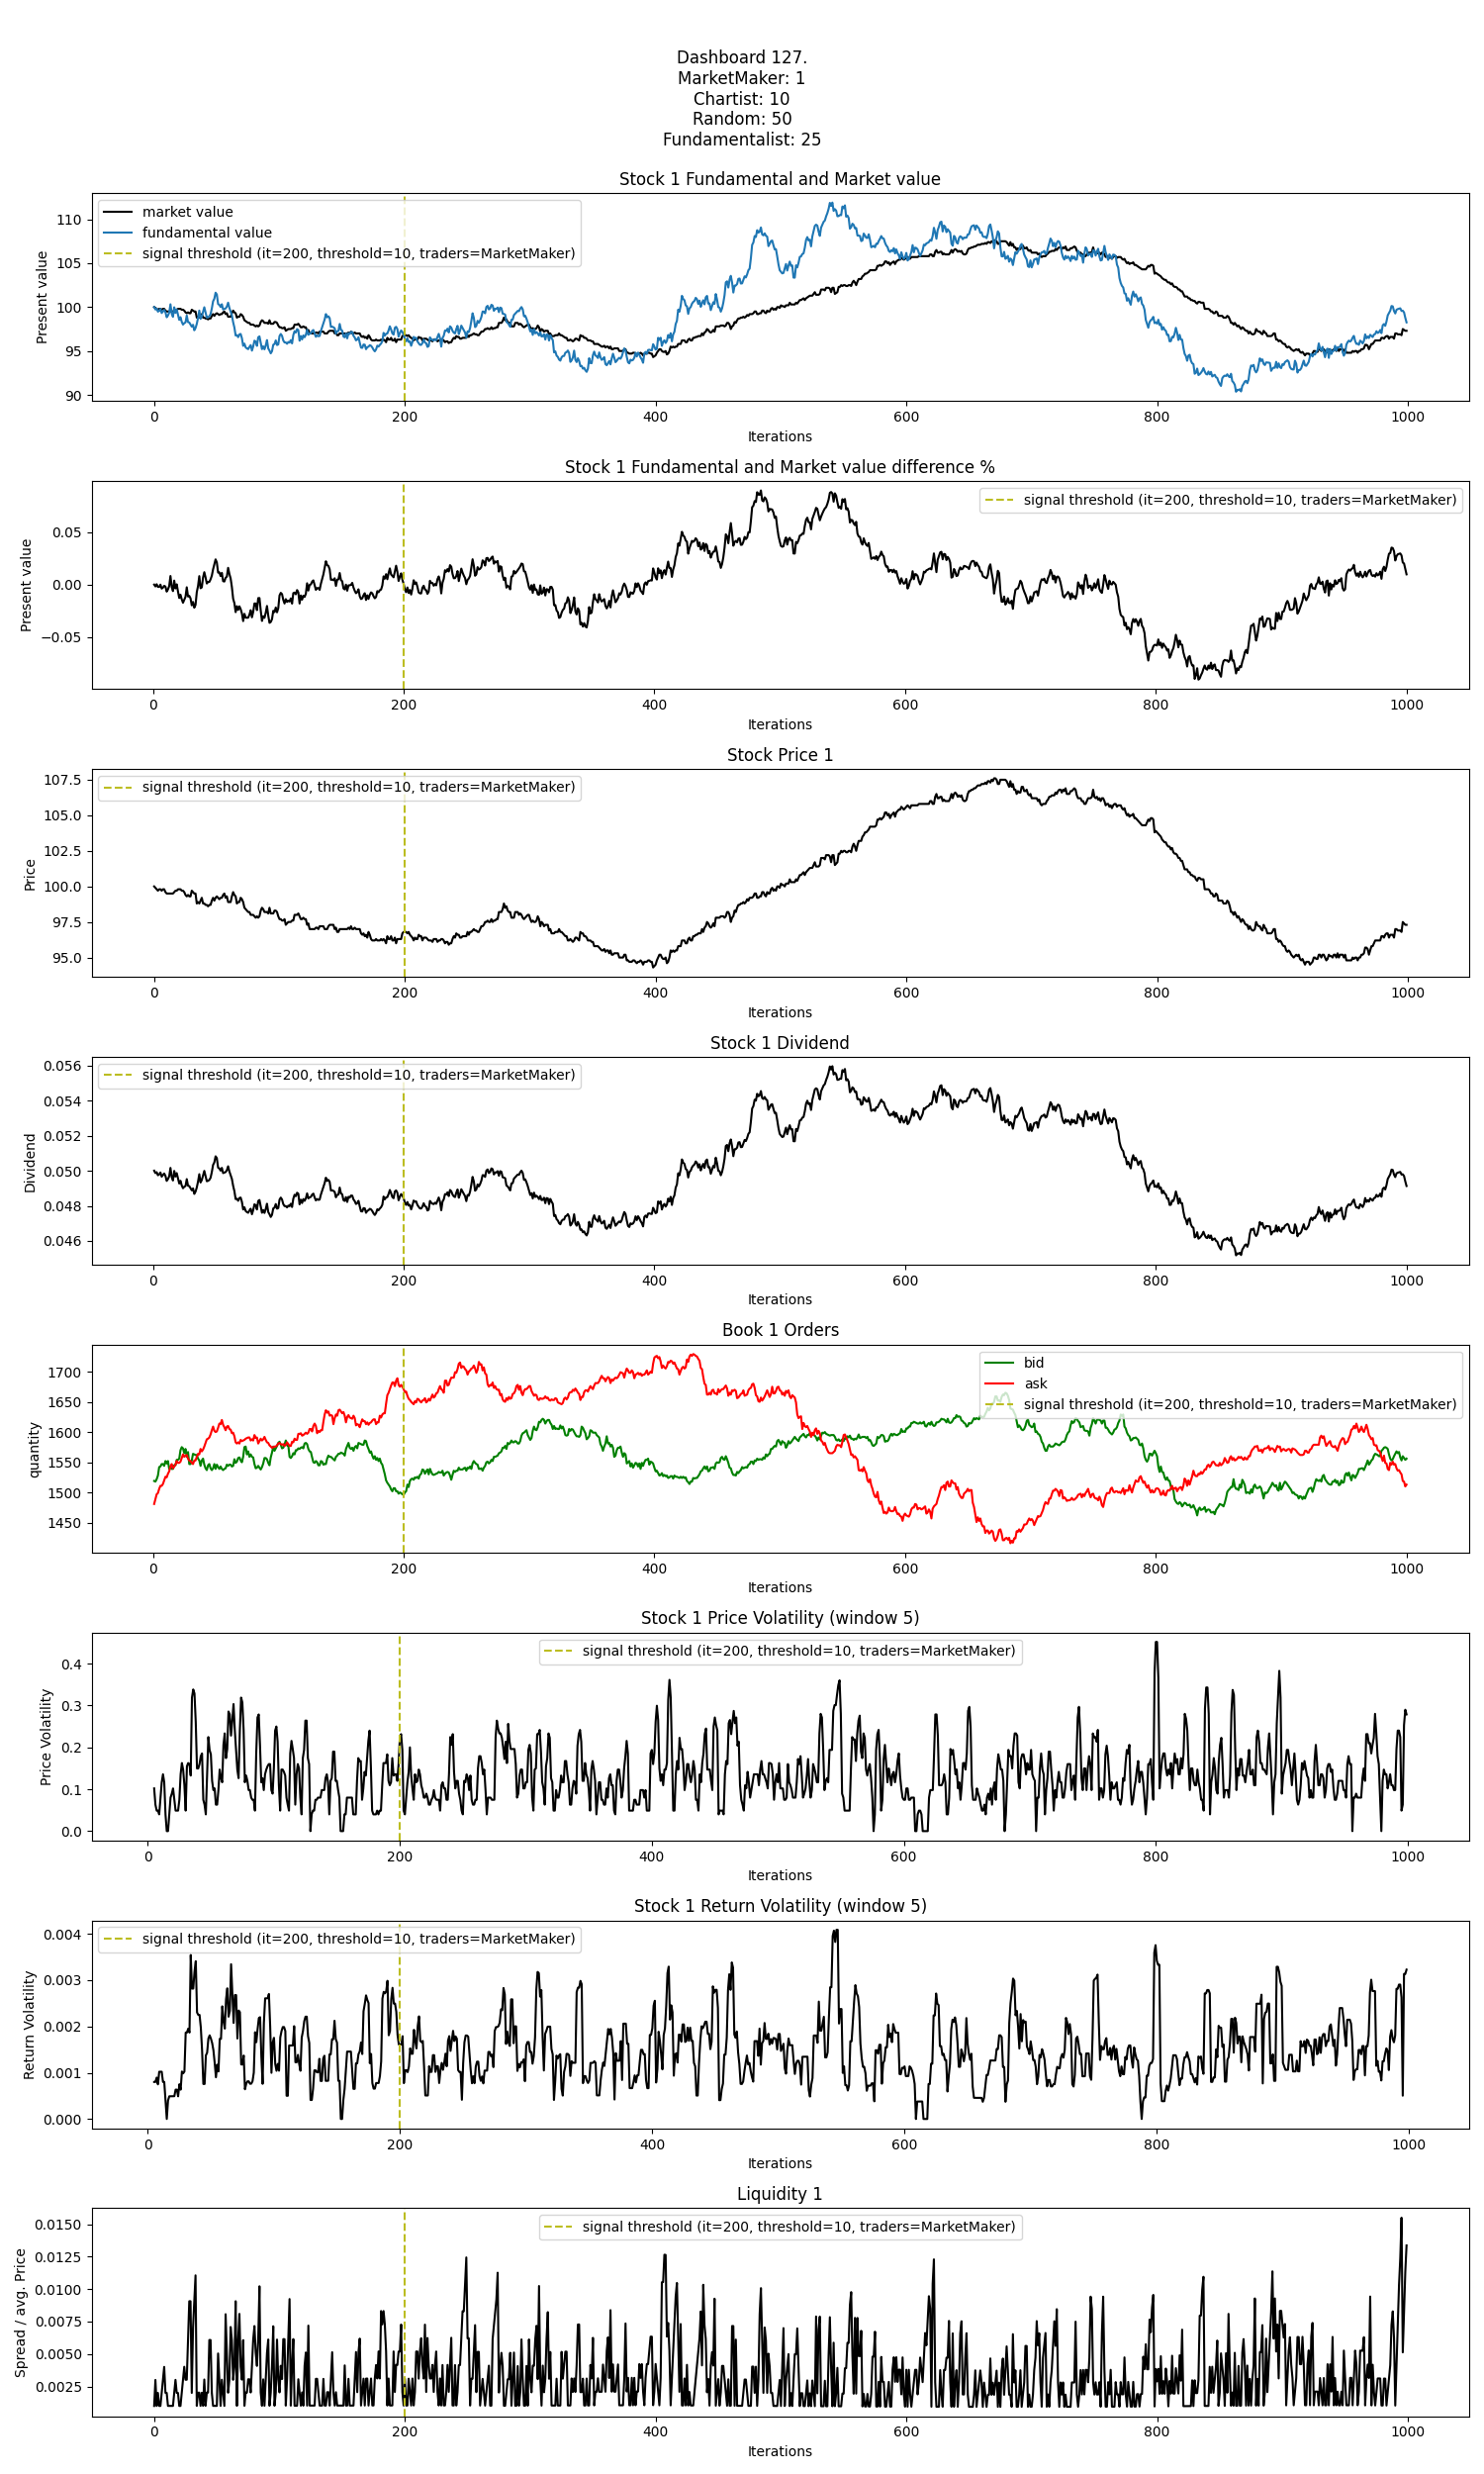 Dashboard 127.
MarketMaker: 1
Chartist: 10
Random: 50
Fundamentalist: 25
Stock 1 Fundamental and Market value
market value
fundamental value
signal threshold (it=200, threshold=10, traders=MarketMaker)
Present value
110
105
100
95
90
0 200 400 600 800 1000
Iterations
Stock 1 Fundamental and Market value difference %
signal threshold (it=200, threshold=10, traders=MarketMaker)
Present value
0.05
0.00
−0.05
0 200 400 600 800 1000
Iterations
Stock Price 1
signal threshold (it=200, threshold=10, traders=MarketMaker)
Price
107.5
105.0
102.5
100.0
97.5
95.0
0 200 400 600 800 1000
Iterations
Stock 1 Dividend
signal threshold (it=200, threshold=10, traders=MarketMaker)
Dividend
0.056
0.054
0.052
0.050
0.048
0.046
0 200 400 600 800 1000
Iterations
Book 1 Orders
bid
ask
signal threshold (it=200, threshold=10, traders=MarketMaker)
quantity
1700
1650
1600
1550
1500
1450
0 200 400 600 800 1000
Iterations
Stock 1 Price Volatility (window 5)
signal threshold (it=200, threshold=10, traders=MarketMaker)
Price Volatility
0.4
0.3
0.2
0.1
0.0
0 200 400 600 800 1000
Iterations
Stock 1 Return Volatility (window 5)
signal threshold (it=200, threshold=10, traders=MarketMaker)
Return Volatility
0.004
0.003
0.002
0.001
0.000
0 200 400 600 800 1000
Iterations
Liquidity 1
signal threshold (it=200, threshold=10, traders=MarketMaker)
Spread / avg. Price
0.0150
0.0125
0.0100
0.0075
0.0050
0.0025
0 200 400 600 800 1000
Iterations